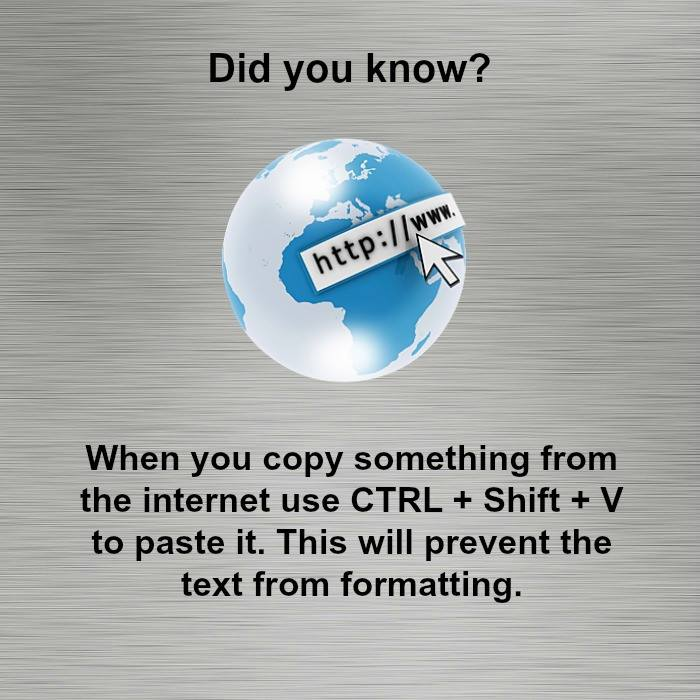 Did you know?
http://www.
When you copy something from
the internet use CTRL + Shift + V
to paste it. This will prevent the
text from formatting.